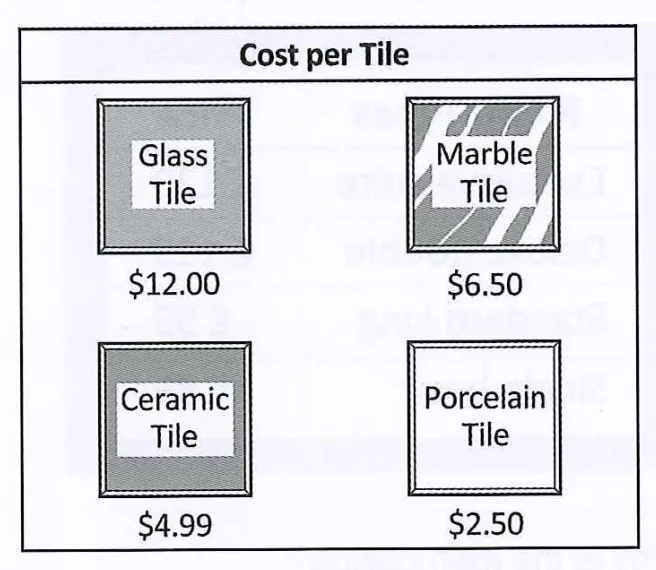 Cost per Tile
Glass
Tile
$12.00
Marble
Tile
$6.50
Ceramic
Tile
$4.99
Porcelain
Tile
$2.50